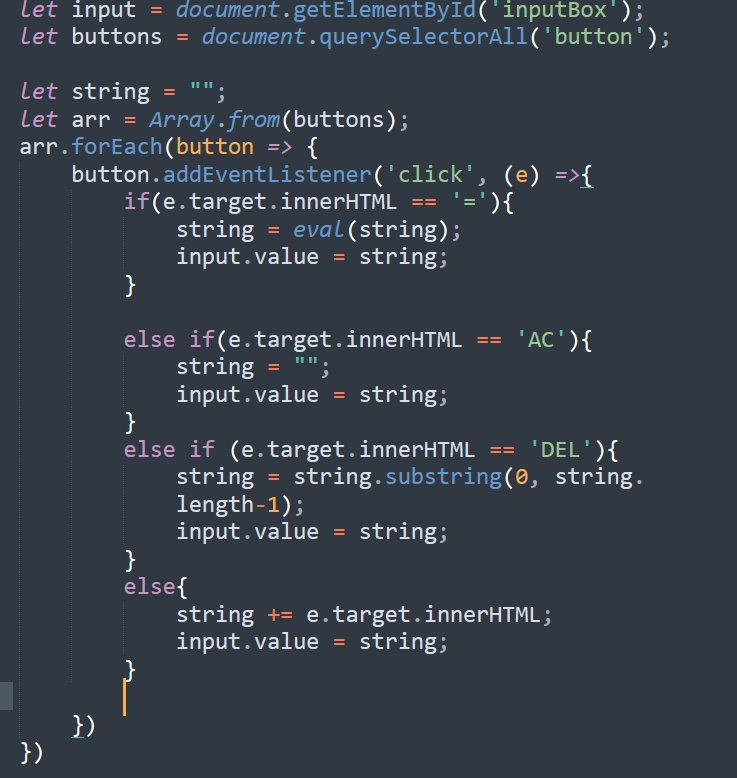 let input = document.getElementById('inputBox');
let buttons = document.querySelectorAll('button');

let string = "";
let arr = Array.from(buttons);
arr.forEach(button => {
    button.addEventListener('click', (e) =>{
        if(e.target.innerHTML == '='){
            string = eval(string);
            input.value = string;
        }

        else if(e.target.innerHTML == 'AC'){
            string = "";
            input.value = string;
        }
        else if (e.target.innerHTML == 'DEL'){
            string = string.substring(0, string.
            length-1);
            input.value = string;
        }
        else{
            string += e.target.innerHTML;
            input.value = string;
        }

    })
})